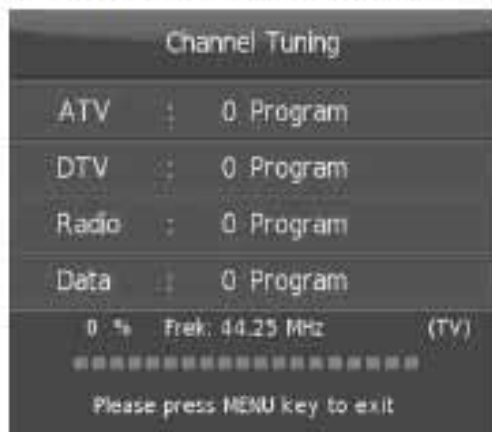 Channel Tuning
ATV : 0 Program
DTV : 0 Program
Radio : 0 Program
Data : 0 Program
0 % Frek: 44.25 MHz (TV)
Please press MENU key to exit